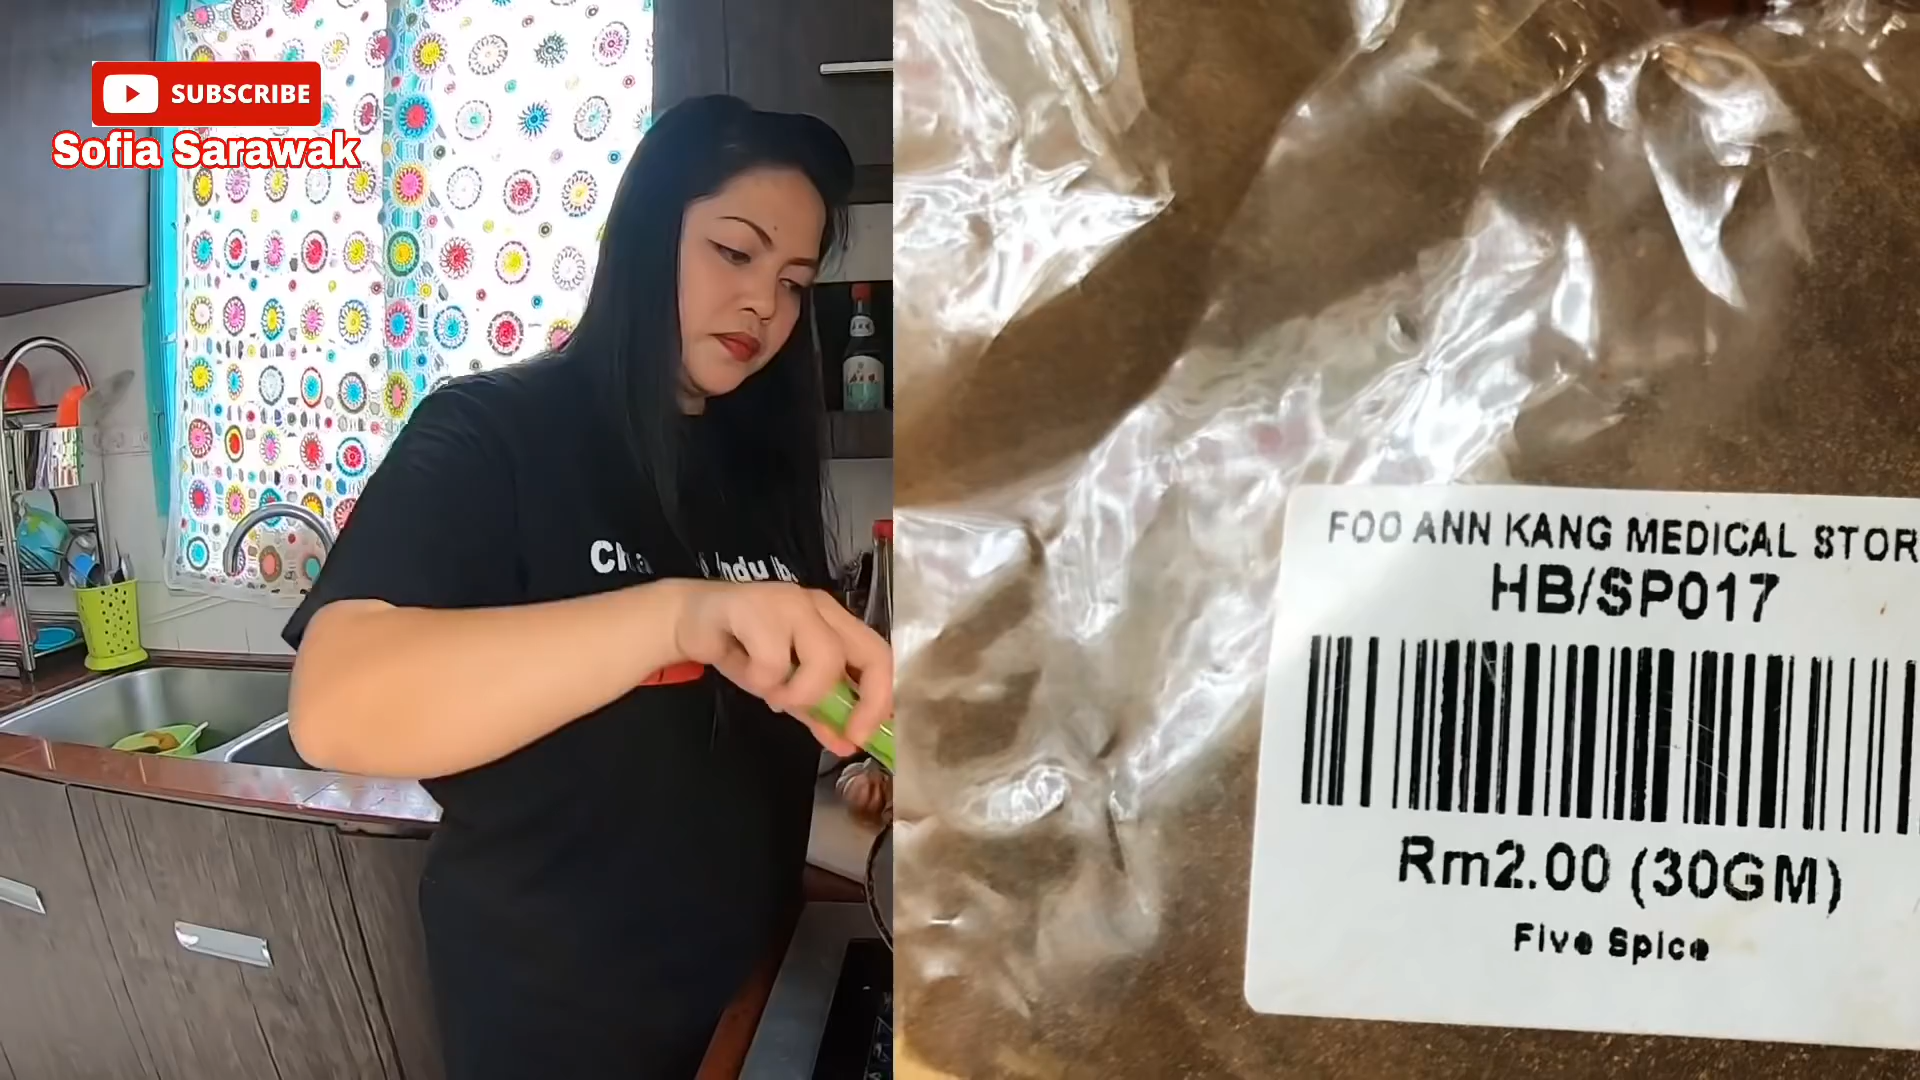 SUBSCRIBE
Sofia Sarawak
FOO ANN KANG MEDICAL STOR
HB/SP017
Rm2.00 (30GM)
Five Spice